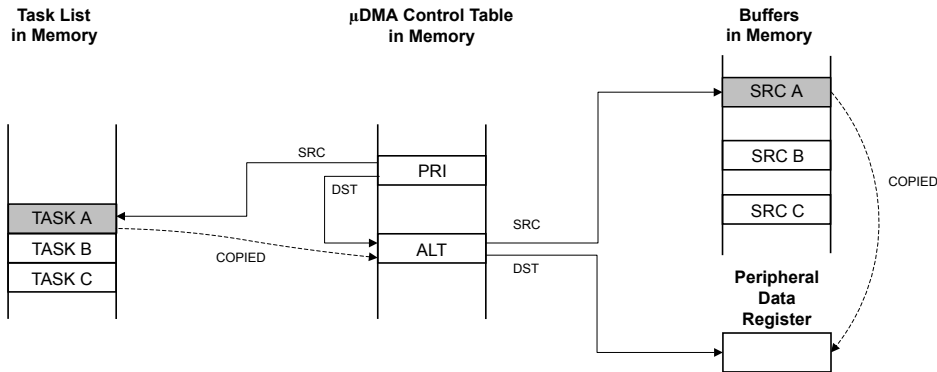 Task List
in Memory
μDMA Control Table
in Memory
Buffers
in Memory
SRC A
SRC B
SRC C
COPIED
SRC
PRI
DST
TASK A
TASK B
TASK C
COPIED
ALT
SRC
DST
Peripheral
Data
Register